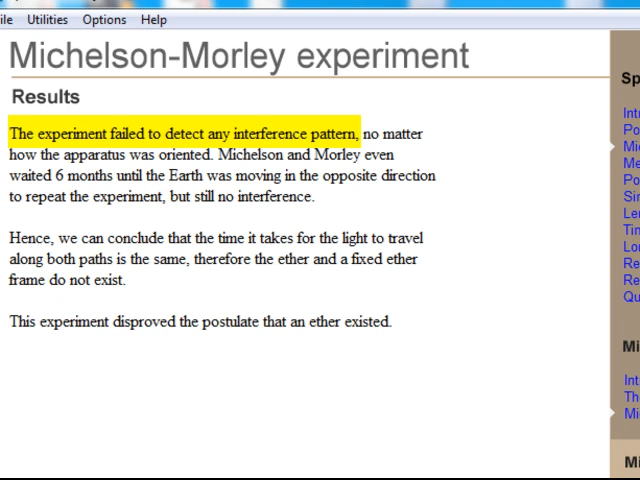 Utilities Options Help
Michelson-Morley experiment
Results
The experiment failed to detect any interference pattern, no matter
how the apparatus was oriented. Michelson and Morley even
waited 6 months until the Earth was moving in the opposite direction
to repeat the experiment, but still no interference.
Hence, we can conclude that the time it takes for the light to travel
along both paths is the same, therefore the ether and a fixed ether
frame do not exist.
This experiment disproved the postulate that an ether existed.